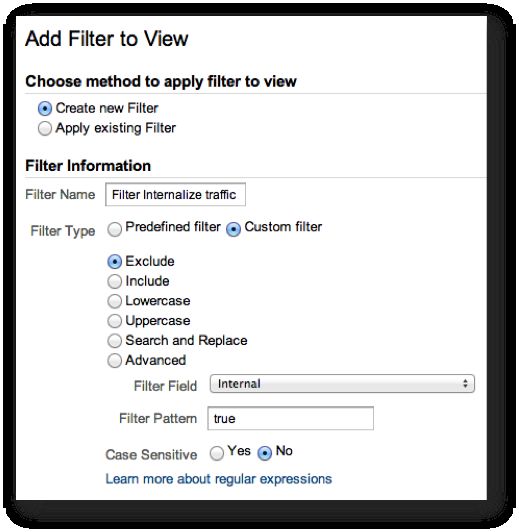 Add Filter to View
Choose method to apply filter to view
Create new Filter
Apply existing Filter
Filter Information
Filter Name Filter Internalize traffic
Filter Type Predefined filter Custom filter
Exclude
Include
Lowercase
Uppercase
Search and Replace
Advanced
Filter Field Internal
Filter Pattern true
Case Sensitive Yes No
Learn more about regular expressions